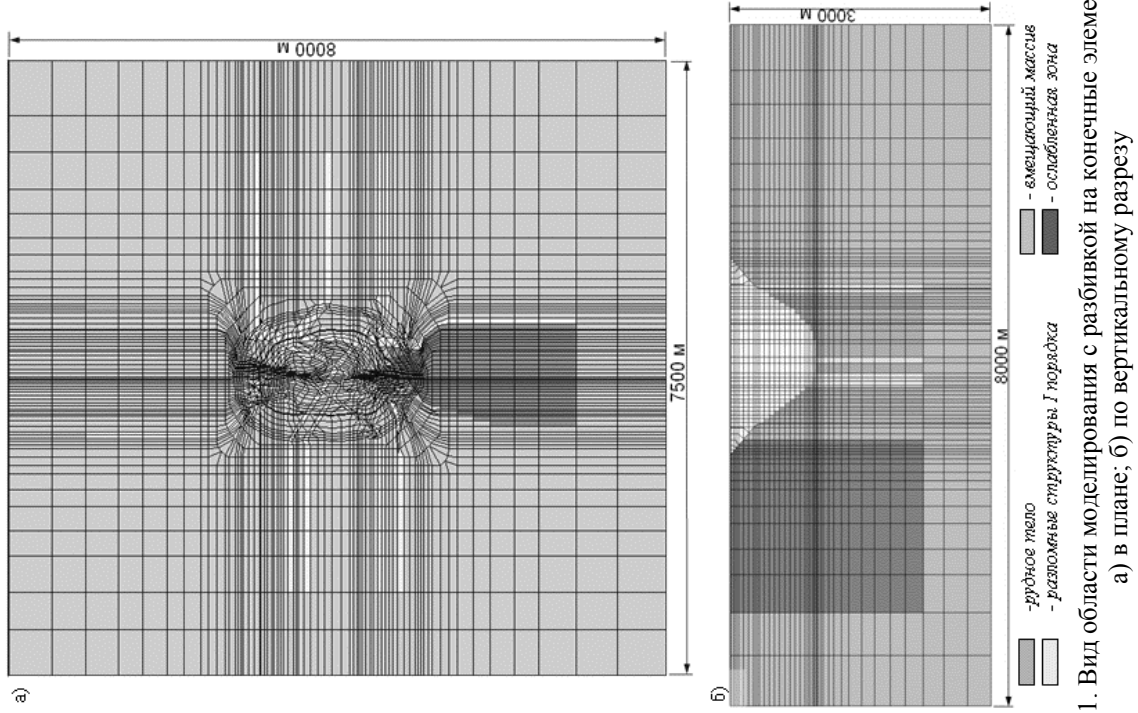 а)
8000 м
7500 м
б)
3000 м
8000 м
-рудное тело
- вмещающий массив
- разломные структуры I порядка
- ослабленная зона
1. Вид области моделирования с разбивкой на конечные элеме
а) в плане; б) по вертикальному разрезу